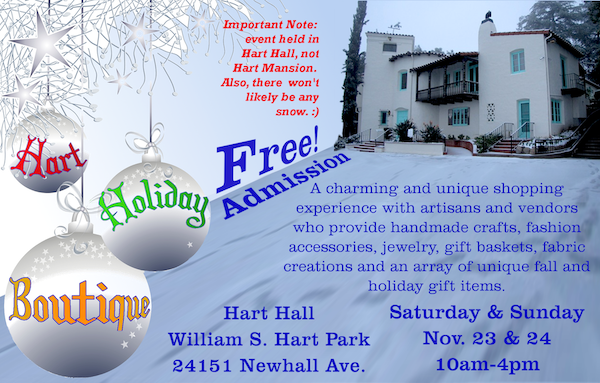 Important Note:
event held in
Hart Hall, not
Hart Mansion.
Also, there won't
likely be any
snow. :)
Hart
Holiday
Boutique
Free!
Admission
A charming and unique shopping
experience with artisans and vendors
who provide handmade crafts, fashion
accessories, jewelry, gift baskets, fabric
creations and an array of unique fall and
holiday gift items.
Hart Hall
William S. Hart Park
24151 Newhall Ave.
Saturday & Sunday
Nov. 23 & 24
10am-4pm